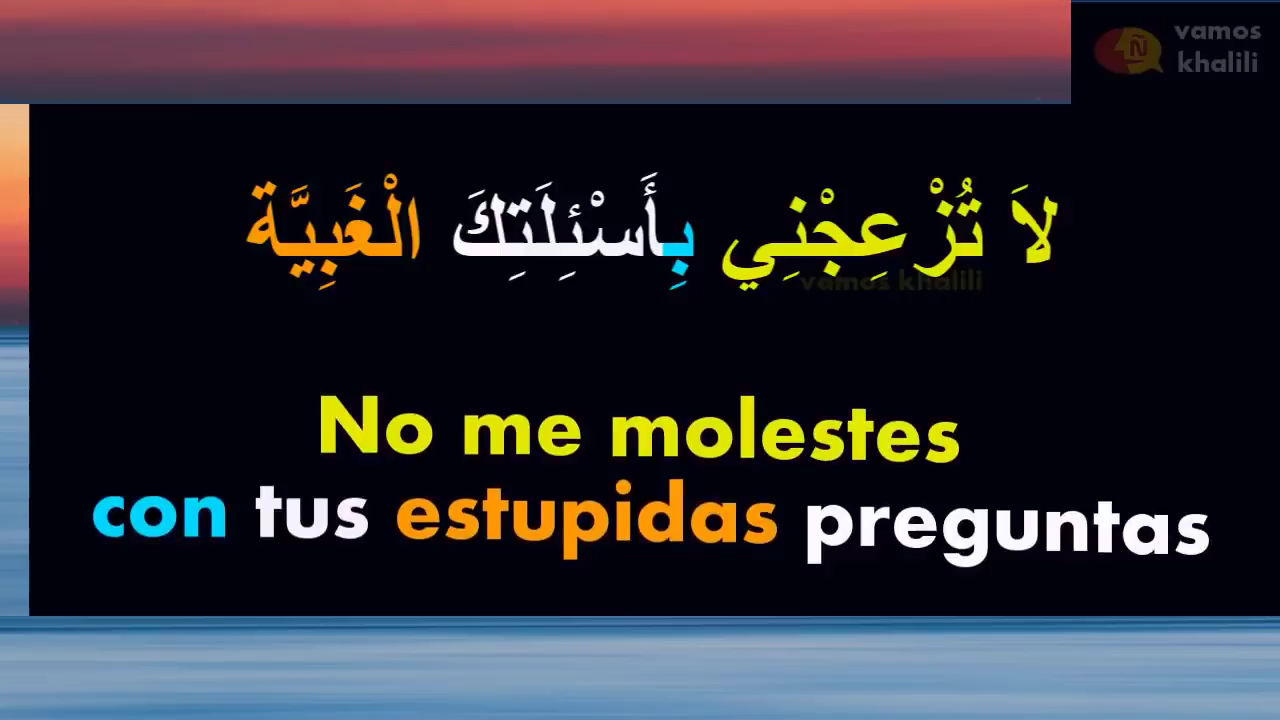 vamos
khalili
لاَ تُزْعِجْنِي بِأَسْئِلَتِكَ الْغَبِيَّة
vamos khalili
No me molestes
con tus estupidas preguntas